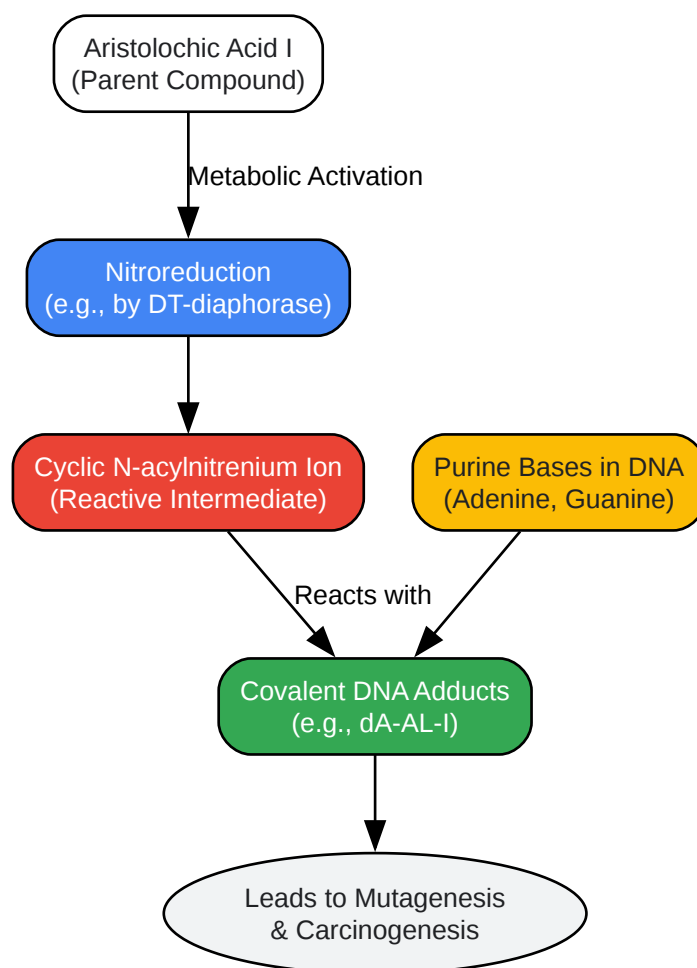 Aristolochic Acid I
(Parent Compound)
Metabolic Activation
Nitroreduction
(e.g., by DT-diaphorase)
Cyclic N-acylnitrenium Ion
(Reactive Intermediate)
Purine Bases in DNA
(Adenine, Guanine)
Reacts with
Covalent DNA Adducts
(e.g., dA-AL-I)
Leads to Mutagenesis
& Carcinogenesis